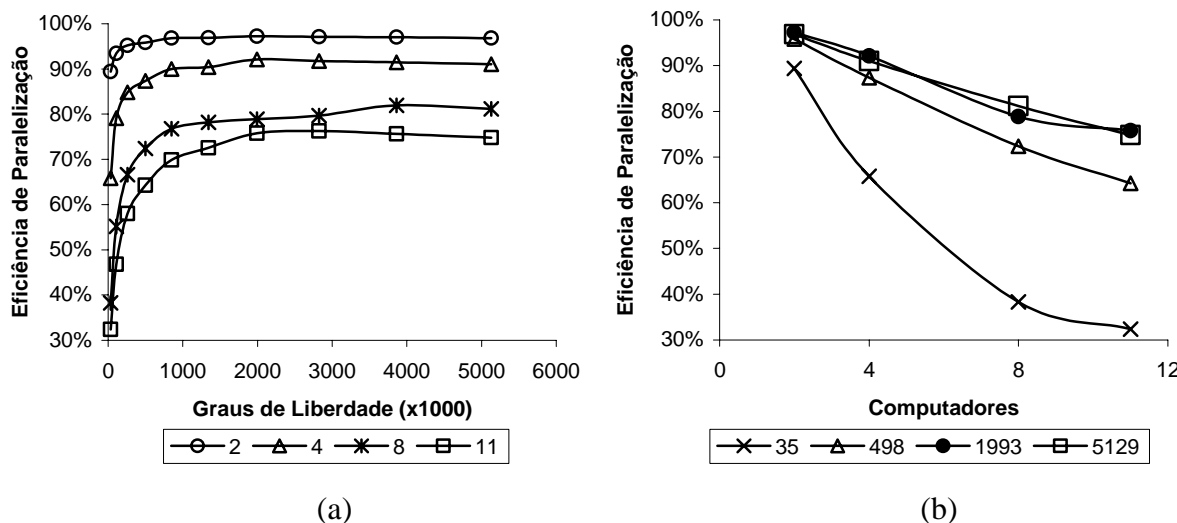 100%
90%
80%
70%
60%
50%
40%
30%
Eficiência de Paralelização
0 1000 2000 3000 4000 5000 6000
Graus de Liberdade (x1000)
2 4 8 11
(a)
100%
90%
80%
70%
60%
50%
40%
30%
Eficiência de Paralelização
0 4 8 12
Computadores
35 498 1993 5129
(b)